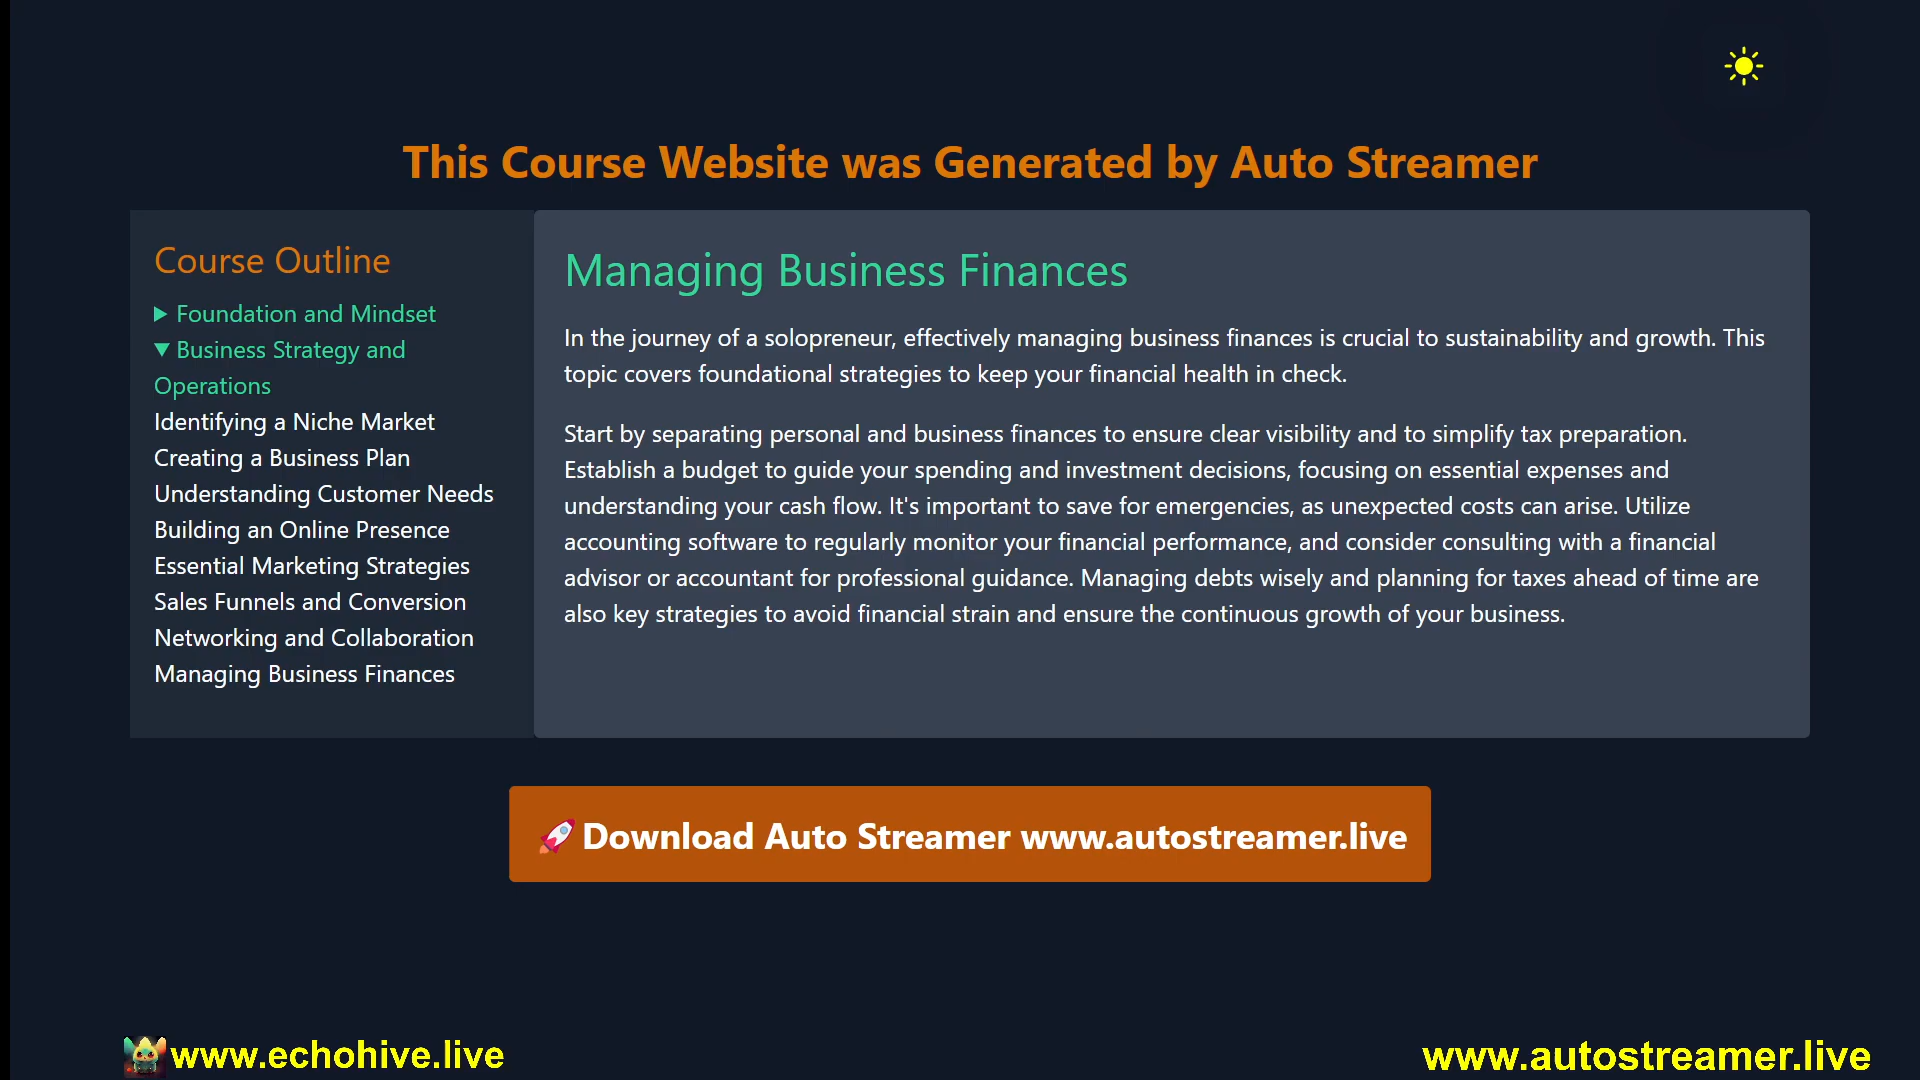 This Course Website was Generated by Auto Streamer
Course Outline
Foundation and Mindset
Business Strategy and
Operations
Identifying a Niche Market
Creating a Business Plan
Understanding Customer Needs
Building an Online Presence
Essential Marketing Strategies
Sales Funnels and Conversion
Networking and Collaboration
Managing Business Finances
Managing Business Finances
In the journey of a solopreneur, effectively managing business finances is crucial to sustainability and growth. This
topic covers foundational strategies to keep your financial health in check.
Start by separating personal and business finances to ensure clear visibility and to simplify tax preparation.
Establish a budget to guide your spending and investment decisions, focusing on essential expenses and
understanding your cash flow. It's important to save for emergencies, as unexpected costs can arise. Utilize
accounting software to regularly monitor your financial performance, and consider consulting with a financial
advisor or accountant for professional guidance. Managing debts wisely and planning for taxes ahead of time are
also key strategies to avoid financial strain and ensure the continuous growth of your business.
🚀Download Auto Streamer www.autostreamer.live
www.echohive.live
www.autostreamer.live